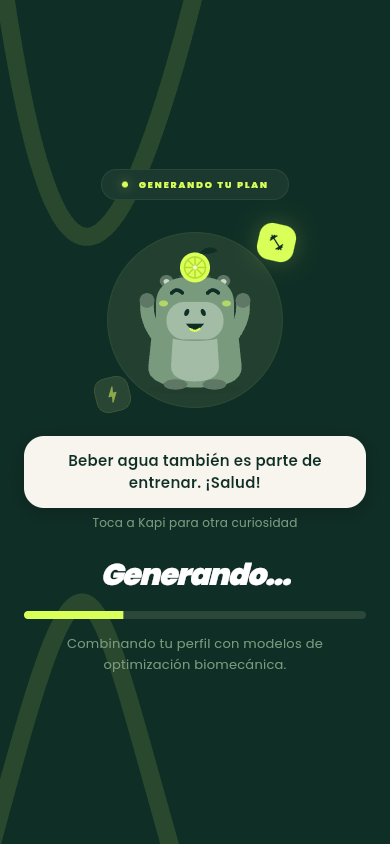 GENERANDO TU PLAN
Beber agua también es parte de
entrenar. ¡Salud!
Toca a Kapi para otra curiosidad
Generando...
Combinando tu perfil con modelos de
optimización biomecánica.